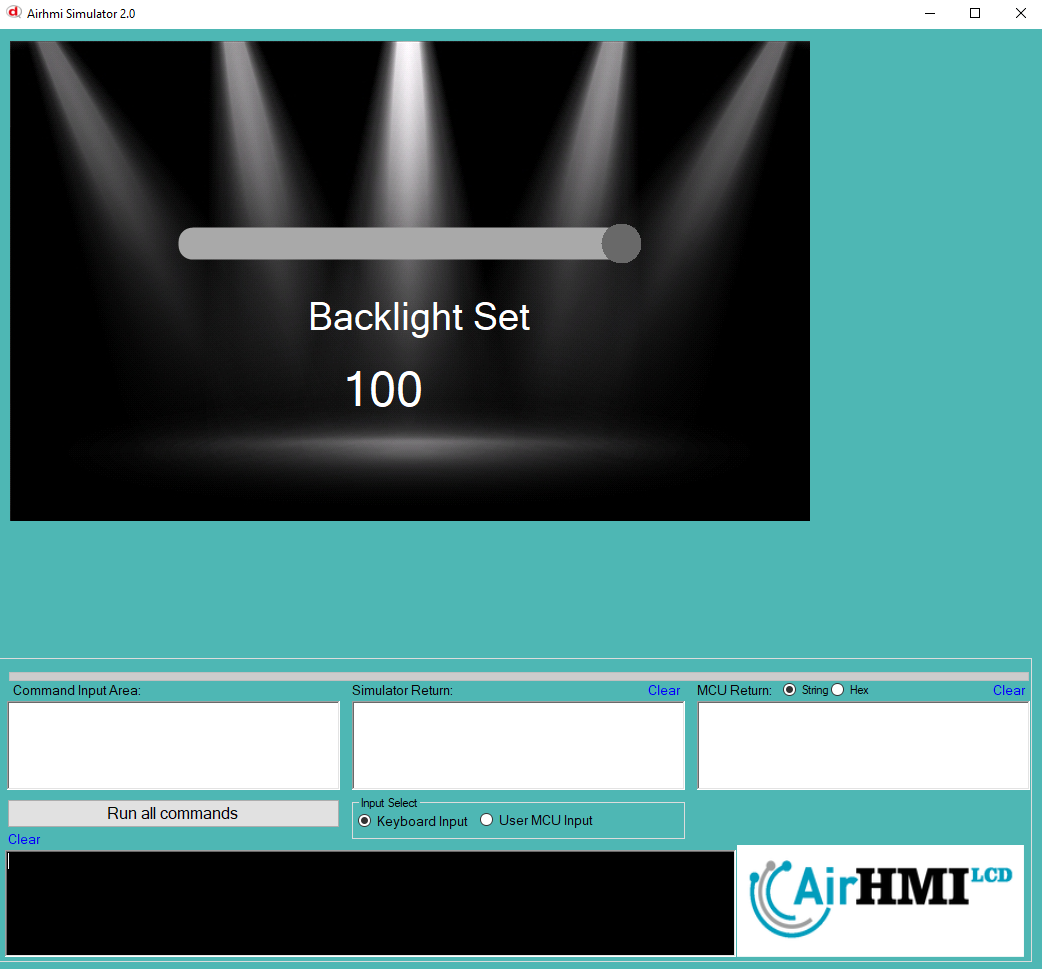 Airhmi Simulator 2.0
Backlight Set
100
Command Input Area:
Simulator Return:
Clear
MCU Return:
String
Hex
Clear
Run all commands
Input Select
Keyboard Input
User MCU Input
Clear
AirHMI LCD